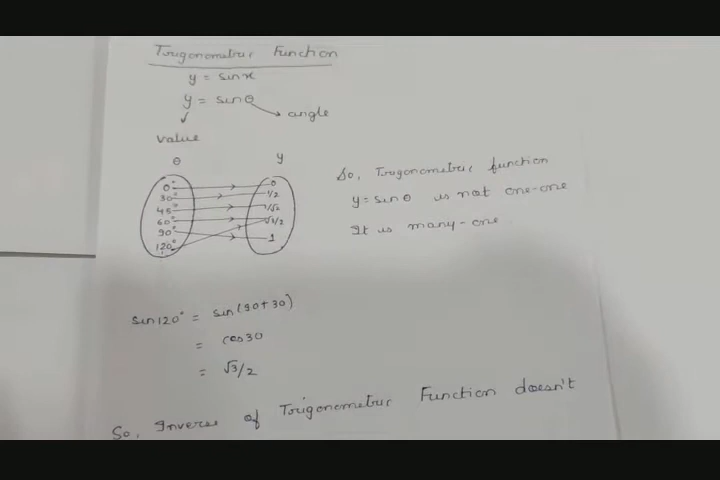 Trigonometric Function
y = sinx
y = sinθ → angle
value
θ y
0° 0
30° 1/2
45° 1/√2
60° √3/2
90° 1
120°
So, Trigonometric function
y = sinθ is not one-one
It is many-one.
sin120° = sin(90+30)
= cos30
= √3/2
So, Inverse of Trigonometric Function doesn't